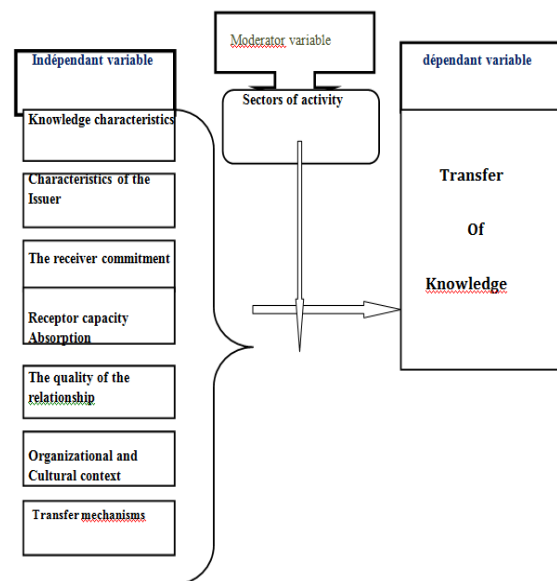 Moderator variable
Indépendant variable
dépendant variable
Sectors of activity
Knowledge characteristics
Characteristics of the
Issuer
The receiver commitment
Receptor capacity
Absorption
The quality of the
relationship
Organizational and
Cultural context
Transfer mechanisms
Transfer
Of
Knowledge